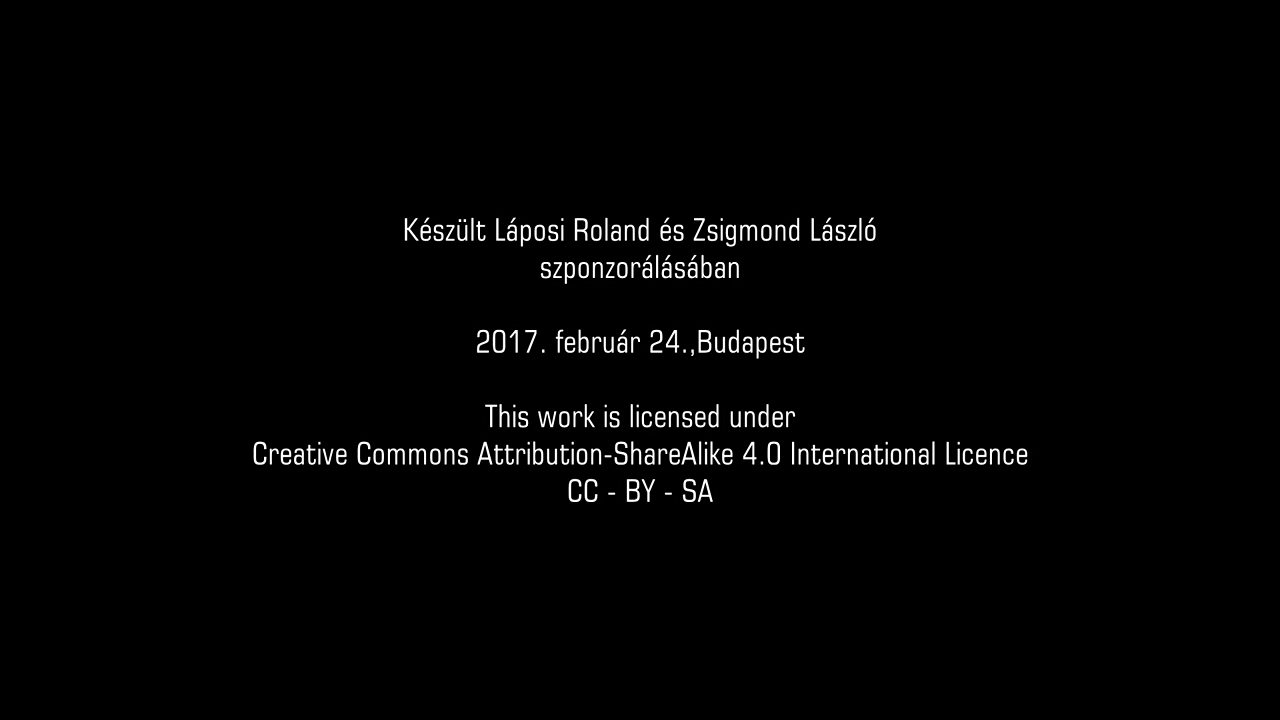 Készült Láposi Roland és Zsigmond László
szponzorálásában
2017. február 24.,Budapest
This work is licensed under
Creative Commons Attribution-ShareAlike 4.0 International Licence
CC - BY - SA